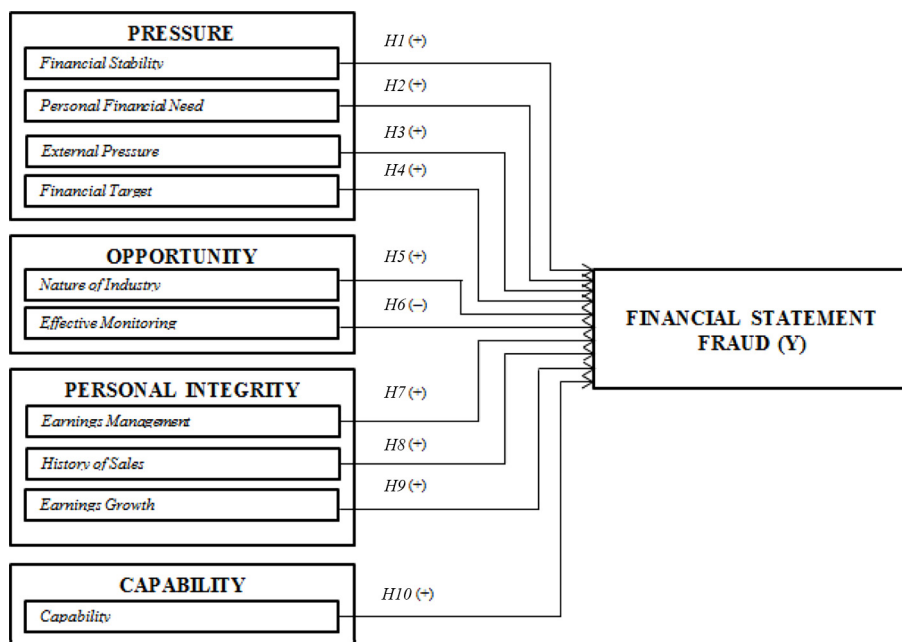 PRESSURE
Financial Stability
H1 (+)
Personal Financial Need
H2 (+)
External Pressure
H3 (+)
Financial Target
H4 (+)
OPPORTUNITY
Nature of Industry
H5 (+)
Effective Monitoring
H6 (–)
PERSONAL INTEGRITY
Earnings Management
H7 (+)
History of Sales
H8 (+)
Earnings Growth
H9 (+)
CAPABILITY
Capability
H10 (+)
FINANCIAL STATEMENT
FRAUD (Y)